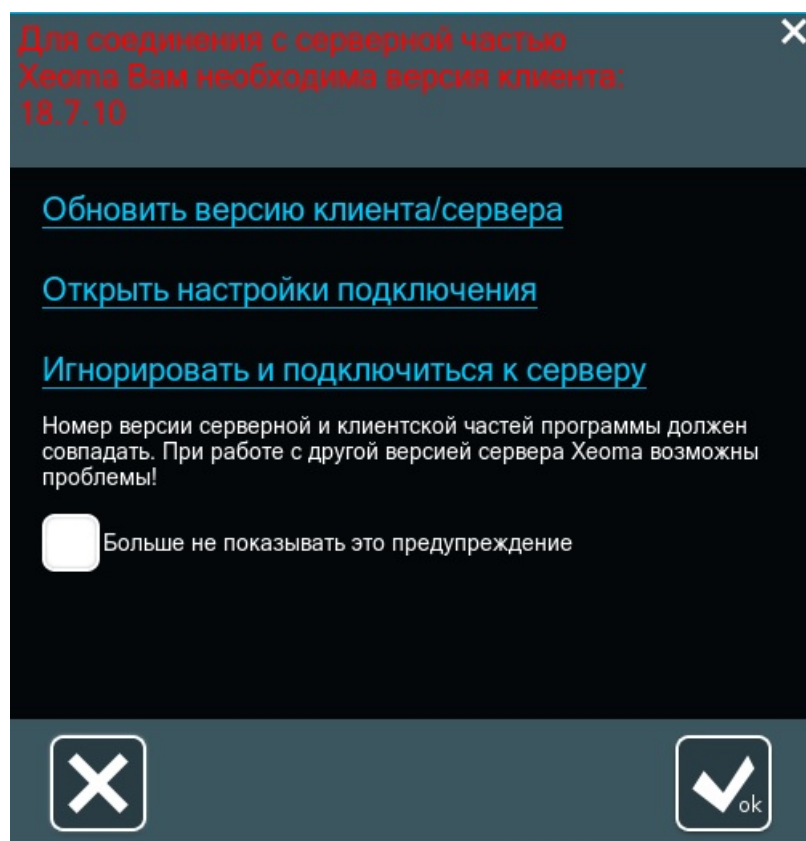 Для соединения с серверной частью
Xeoma Вам необходима версия клиента:
18.7.10
Обновить версию клиента/сервера
Открыть настройки подключения
Игнорировать и подключиться к серверу
Номер версии серверной и клиентской частей программы должен
совпадать. При работе с другой версией сервера Xeoma возможны
проблемы!
Больше не показывать это предупреждение
ok